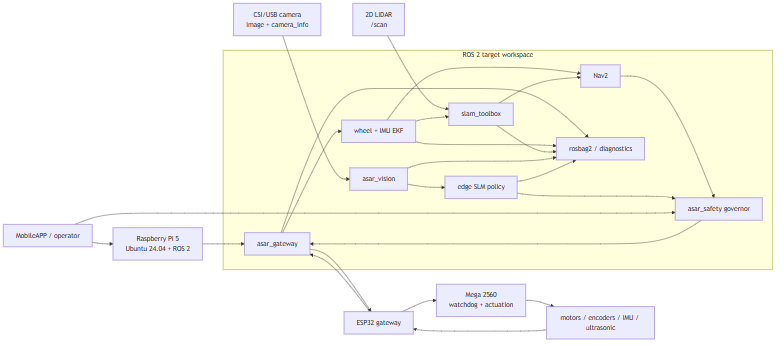 CSI/USB camera
image + camera_info
2D LiDAR
/scan
ROS 2 target workspace
Nav2
slam_toolbox
wheel + IMU EKF
rosbag2 / diagnostics
asar_vision
edge SLM policy
asar_safety governor
MobileAPP / operator
Raspberry Pi 5
Ubuntu 24.04 + ROS 2
asar_gateway
Mega 2560
watchdog + actuation
ESP32 gateway
motors / encoders / IMU /
ultrasonic